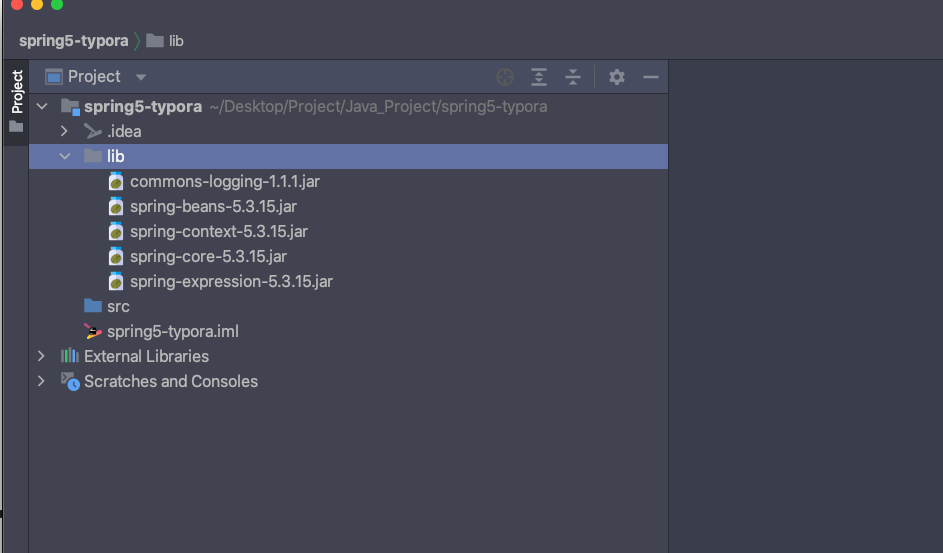 spring5-typora lib
Project
Project
spring5-typora ~/Desktop/Project/Java_Project/spring5-typora
.idea
lib
commons-logging-1.1.1.jar
spring-beans-5.3.15.jar
spring-context-5.3.15.jar
spring-core-5.3.15.jar
spring-expression-5.3.15.jar
src
spring5-typora.iml
External Libraries
Scratches and Consoles